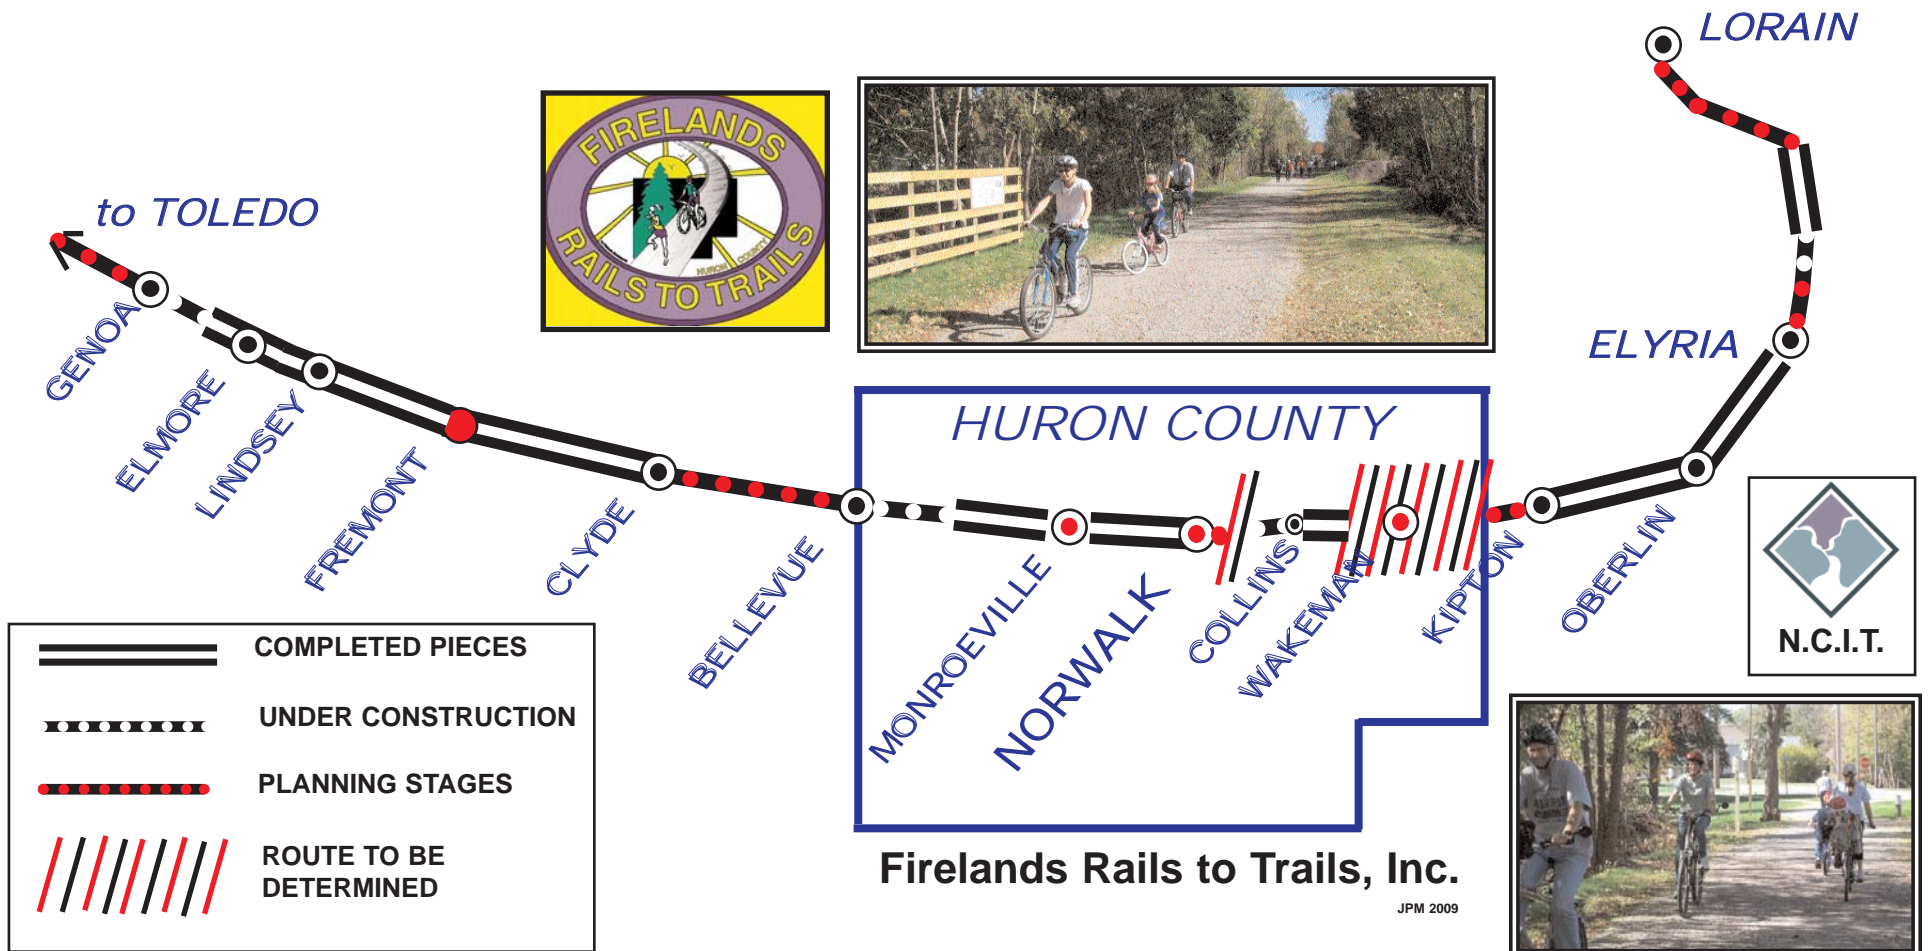 LORAIN
to TOLEDO
FIRELANDS
RAILS TO TRAILS
HURON COUNTY
ELYRIA
GENOA
ELMORE
LINDSEY
FREMONT
CLYDE
BELLEVUE
HURON COUNTY
MONROEVILLE
NORWALK
COLLINS
WAKEMAN
KIPTON
OBERLIN
N.C.I.T.
COMPLETED PIECES
UNDER CONSTRUCTION
PLANNING STAGES
ROUTE TO BE
DETERMINED
Firelands Rails to Trails, Inc.
JPM 2009